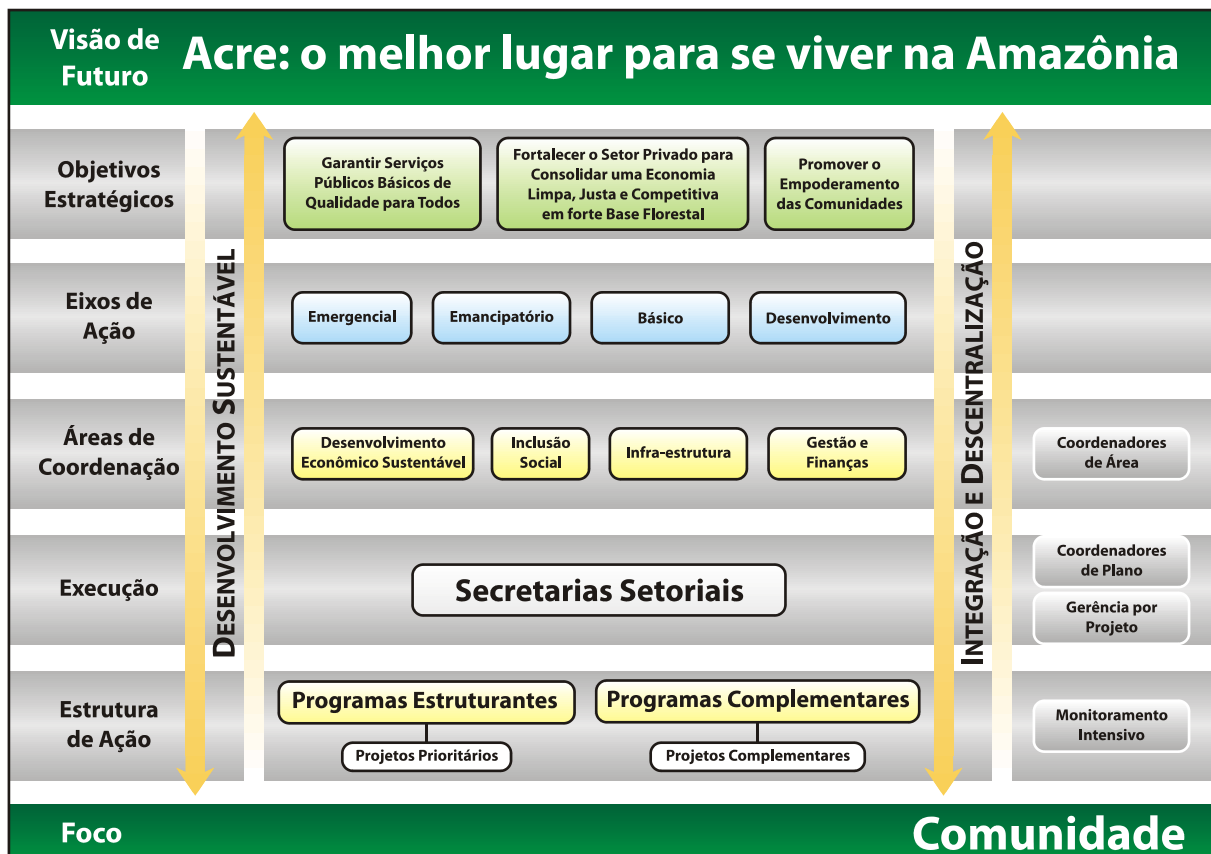 Visão de
Futuro
Acre: o melhor lugar para se viver na Amazônia
Objetivos
Estratégicos
Garantir Serviços
Públicos Básicos de
Qualidade para Todos
Fortalecer o Setor Privado para
Consolidar uma Economia
Limpa, Justa e Competitiva
em forte Base Florestal
Promover o
Empoderamento
das Comunidades
DESENVOLVIMENTO SUSTENTÁVEL
INTEGRAÇÃO E DESCENTRALIZAÇÃO
Eixos de
Ação
Emergencial
Emancipatório
Básico
Desenvolvimento
Áreas de
Coordenação
Desenvolvimento
Econômico Sustentável
Inclusão
Social
Infra-estrutura
Gestão e
Finanças
Coordenadores
de Área
Execução
Secretarias Setoriais
Coordenadores
de Plano
Gerência por
Projeto
Estrutura
de Ação
Programas Estruturantes
Projetos Prioritários
Programas Complementares
Projetos Complementares
Monitoramento
Intensivo
Foco
Comunidade